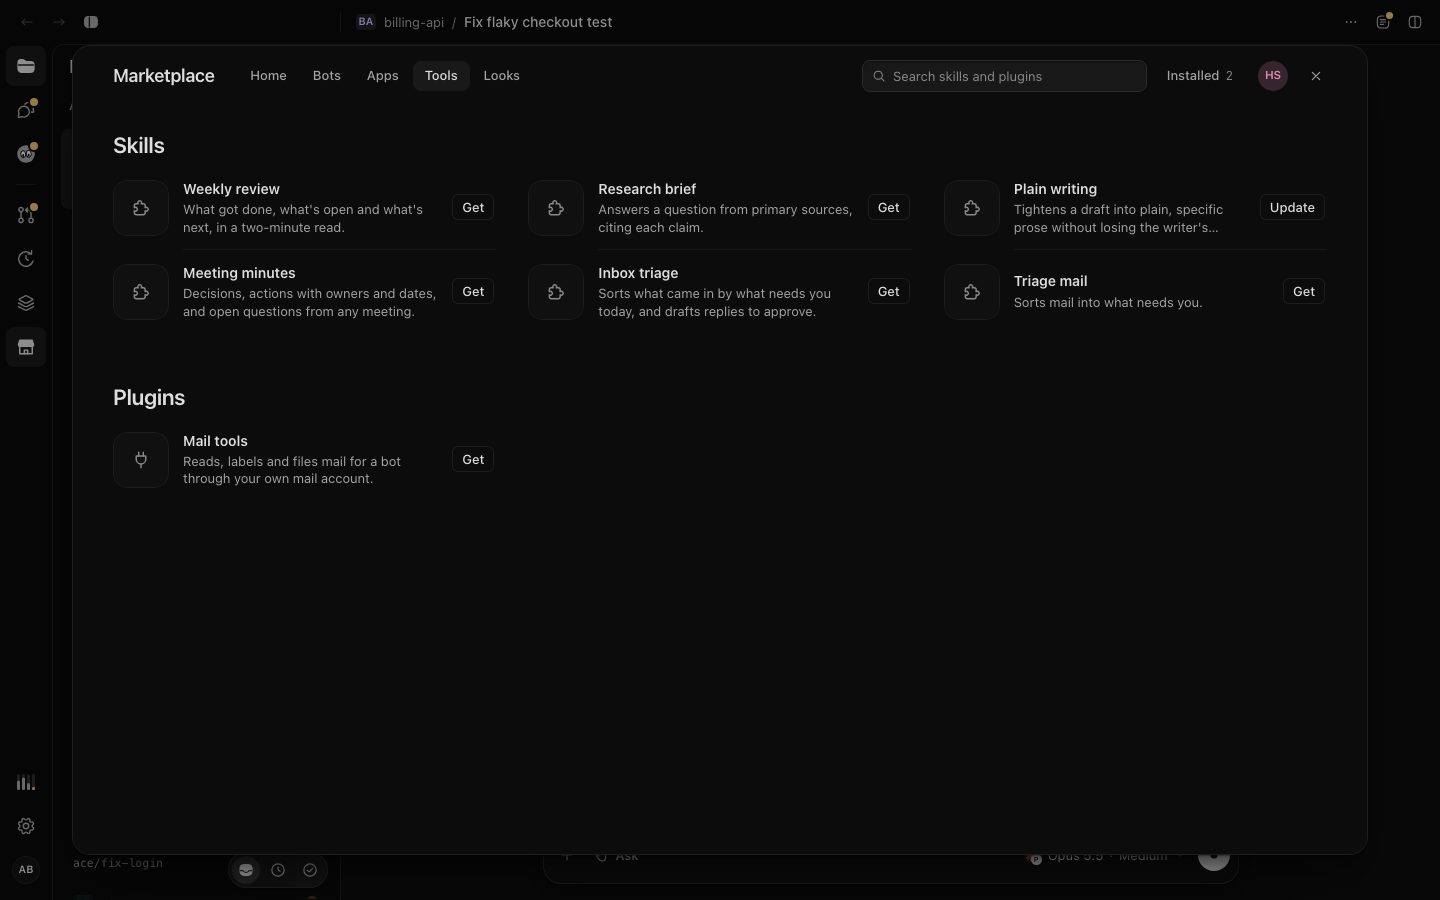 BA billing-api / Fix flaky checkout test
Marketplace
Home
Bots
Apps
Tools
Looks
Search skills and plugins
Installed 2
HS
Skills
Weekly review
What got done, what's open and what's
next, in a two-minute read.
Get
Research brief
Answers a question from primary sources,
citing each claim.
Get
Plain writing
Tightens a draft into plain, specific
prose without losing the writer's...
Update
Meeting minutes
Decisions, actions with owners and dates,
and open questions from any meeting.
Get
Inbox triage
Sorts what came in by what needs you
today, and drafts replies to approve.
Get
Triage mail
Sorts mail into what needs you.
Get
Plugins
Mail tools
Reads, labels and files mail for a bot
through your own mail account.
Get
ace/fix-login
Ask
Opus 5.5 · Medium
AB